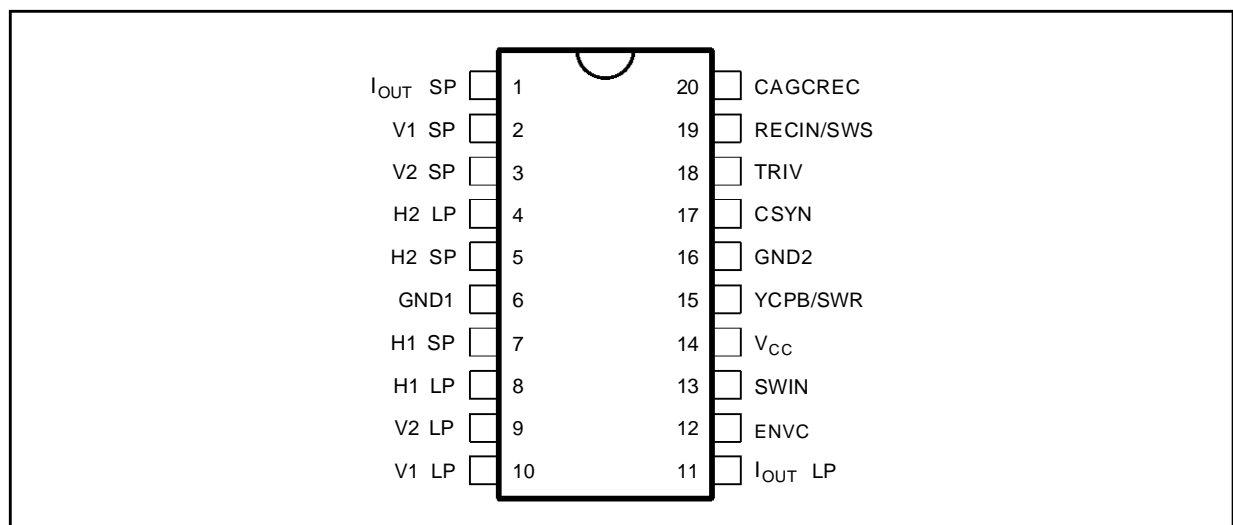 I_OUT SP 1 20 CAGCREC
V1 SP 2 19 RECIN/SWS
V2 SP 3 18 TRIV
H2 LP 4 17 CSYN
H2 SP 5 16 GND2
GND1 6 15 YCPB/SWR
H1 SP 7 14 V_CC
H1 LP 8 13 SWIN
V2 LP 9 12 ENVC
V1 LP 10 11 I_OUT LP